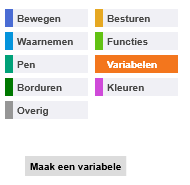 Bewegen Besturen
Waarnemen Functies
Pen Variabelen
Borduren Kleuren
Overig
Maak een variabele